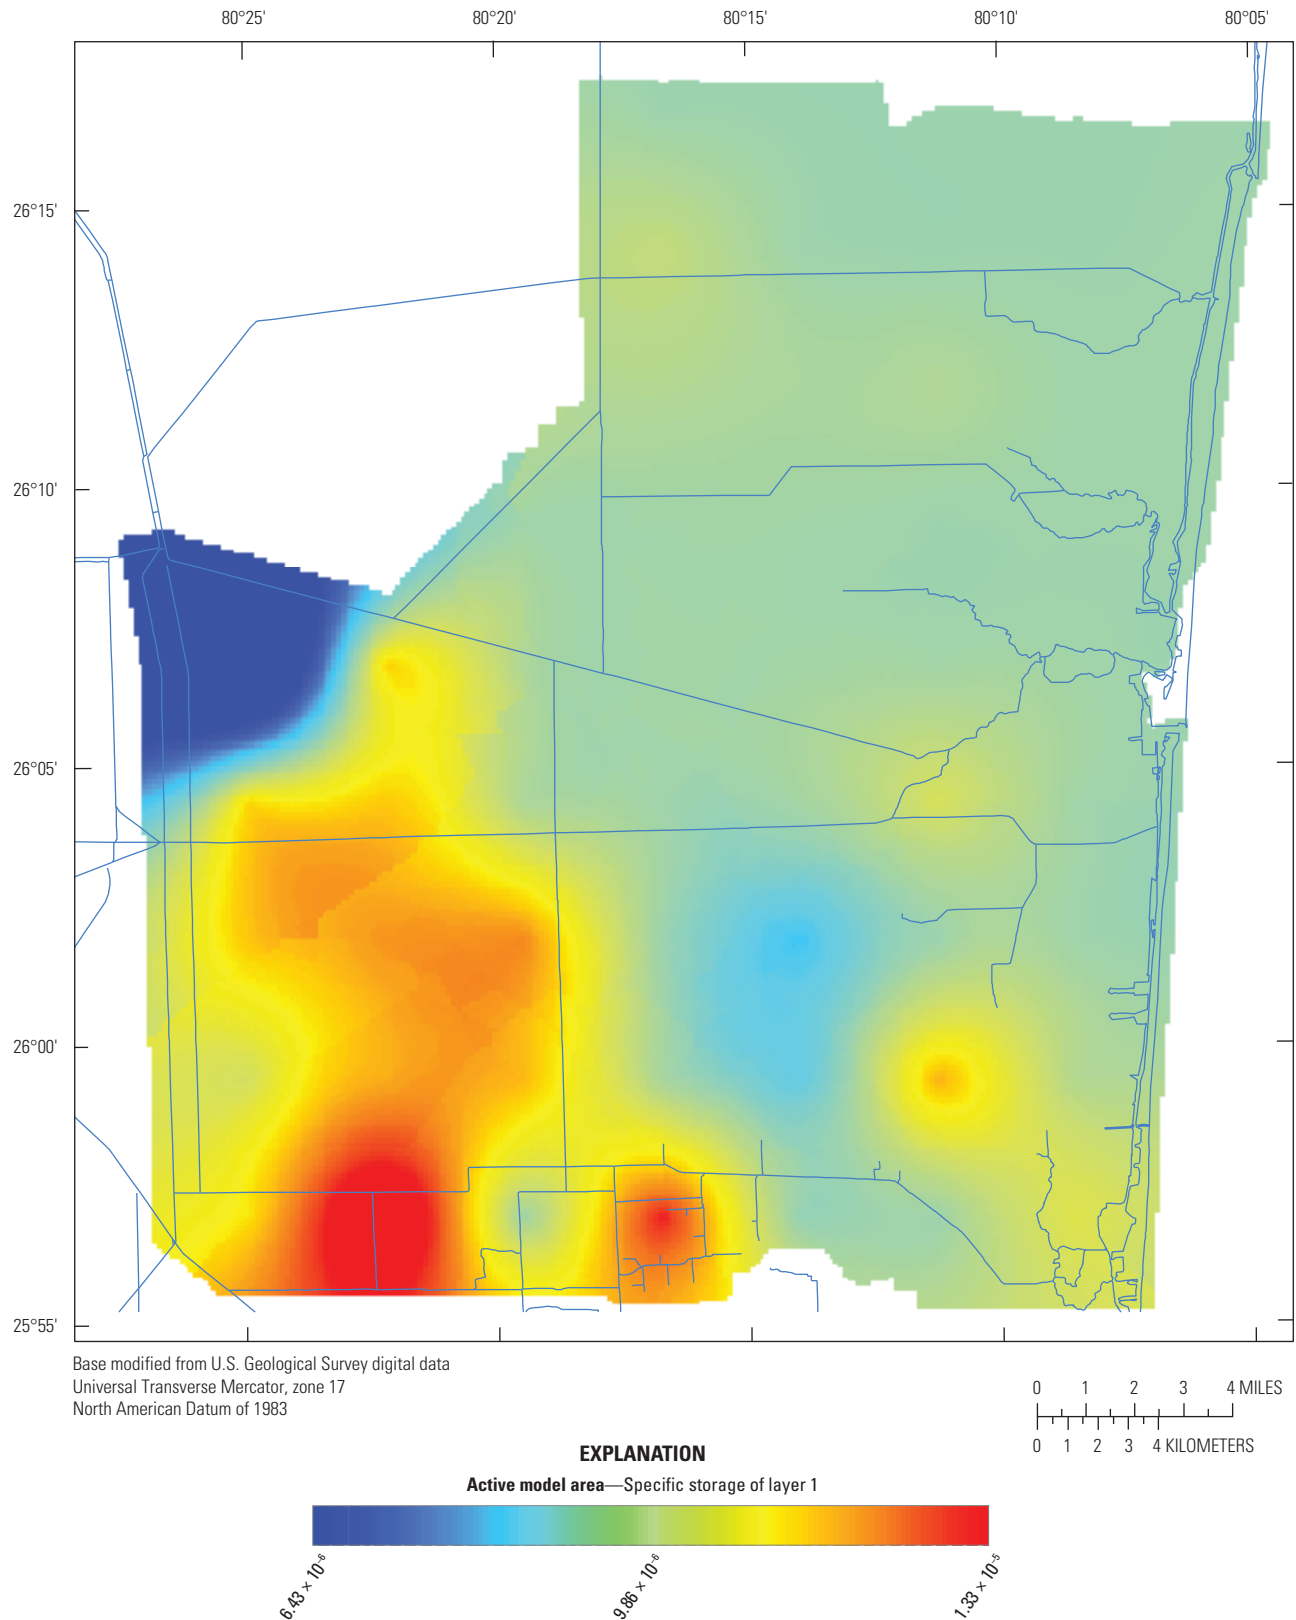 80°25' 80°20' 80°15' 80°10' 80°05'
26°15'
26°10'
26°05'
26°00'
25°55'
Base modified from U.S. Geological Survey digital data
Universal Transverse Mercator, zone 17
North American Datum of 1983
0 1 2 3 4 MILES
0 1 2 3 4 KILOMETERS
EXPLANATION
Active model area—Specific storage of layer 1
6.43 × 10⁻⁶ 9.86 × 10⁻⁶ 1.33 × 10⁻⁵